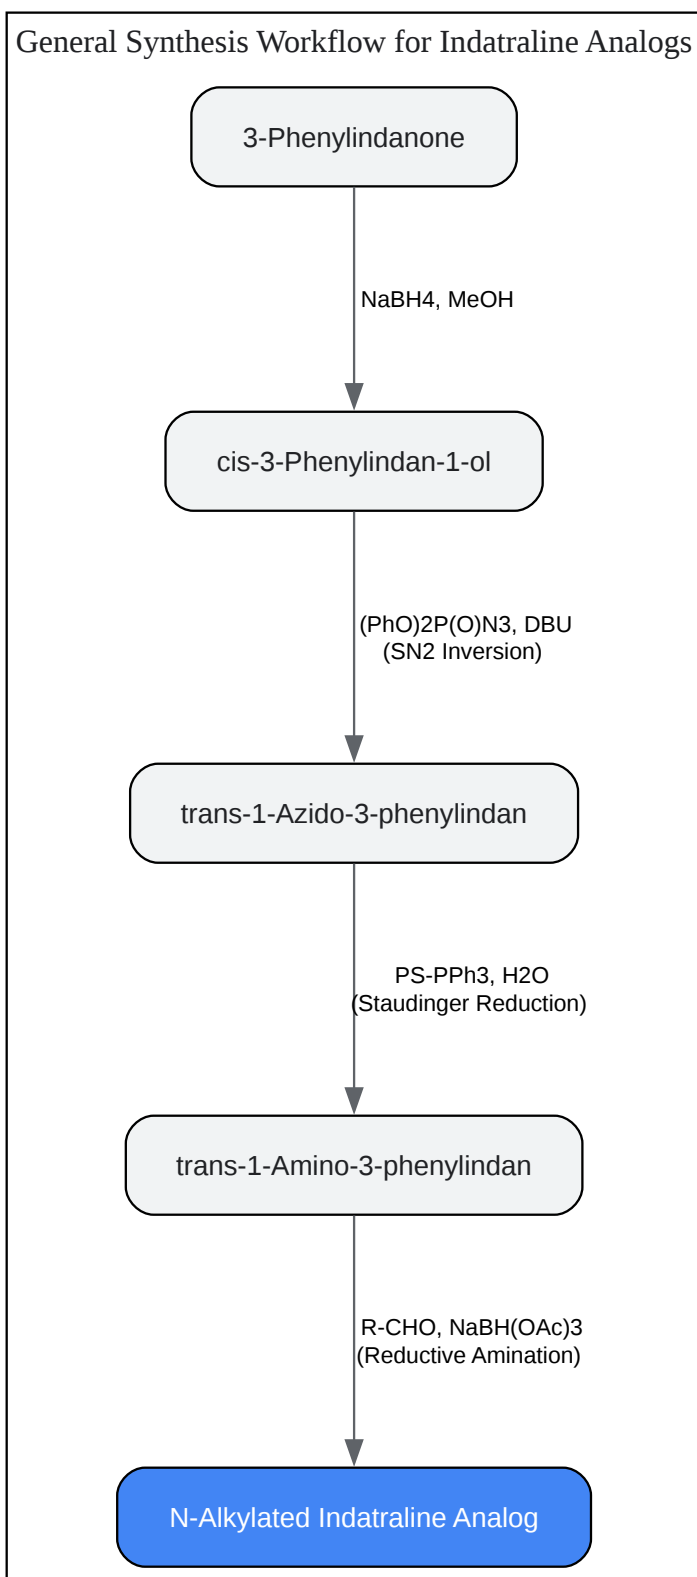 General Synthesis Workflow for Indatraline Analogs
3-Phenylindanone
NaBH4, MeOH
cis-3-Phenylindan-1-ol
(PhO)2P(O)N3, DBU
(SN2 Inversion)
trans-1-Azido-3-phenylindan
PS-PPh3, H2O
(Staudinger Reduction)
trans-1-Amino-3-phenylindan
R-CHO, NaBH(OAc)3
(Reductive Amination)
N-Alkylated Indatraline Analog